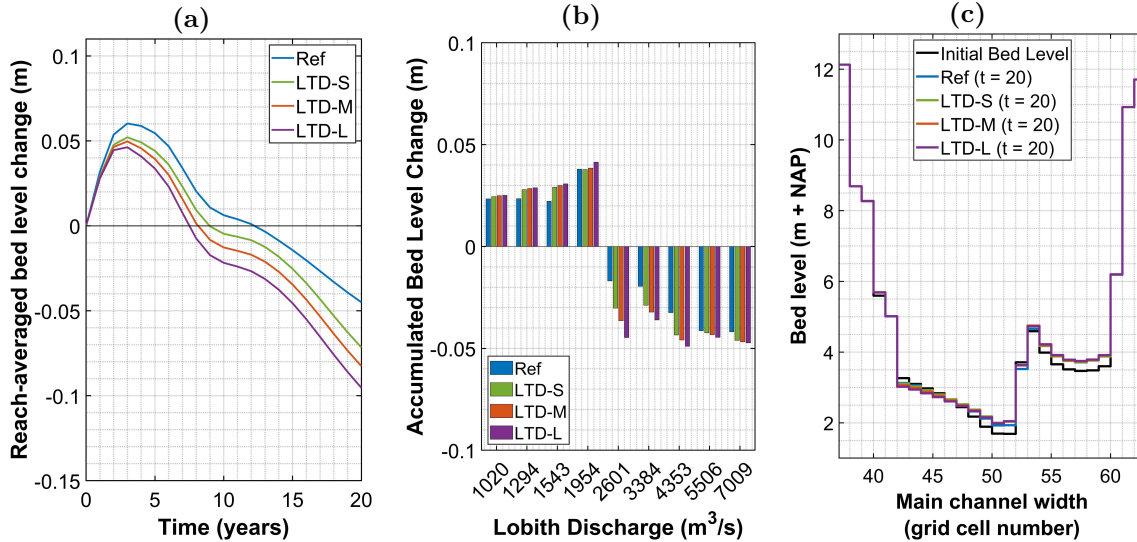 (a)
Reach-averaged bed level change (m)
0.1
0.05
0
-0.05
-0.1
-0.15
Ref
LTD-S
LTD-M
LTD-L
0 5 10 15 20
Time (years)
(b)
Accumulated Bed Level Change (m)
0.1
0.05
0
-0.05
-0.1
Ref
LTD-S
LTD-M
LTD-L
1020 1294 1543 1954 2601 3384 4353 5506 7009
Lobith Discharge (m³/s)
(c)
Bed level (m + NAP)
12
10
8
6
4
2
Initial Bed Level
Ref (t = 20)
LTD-S (t = 20)
LTD-M (t = 20)
LTD-L (t = 20)
40 45 50 55 60
Main channel width
(grid cell number)